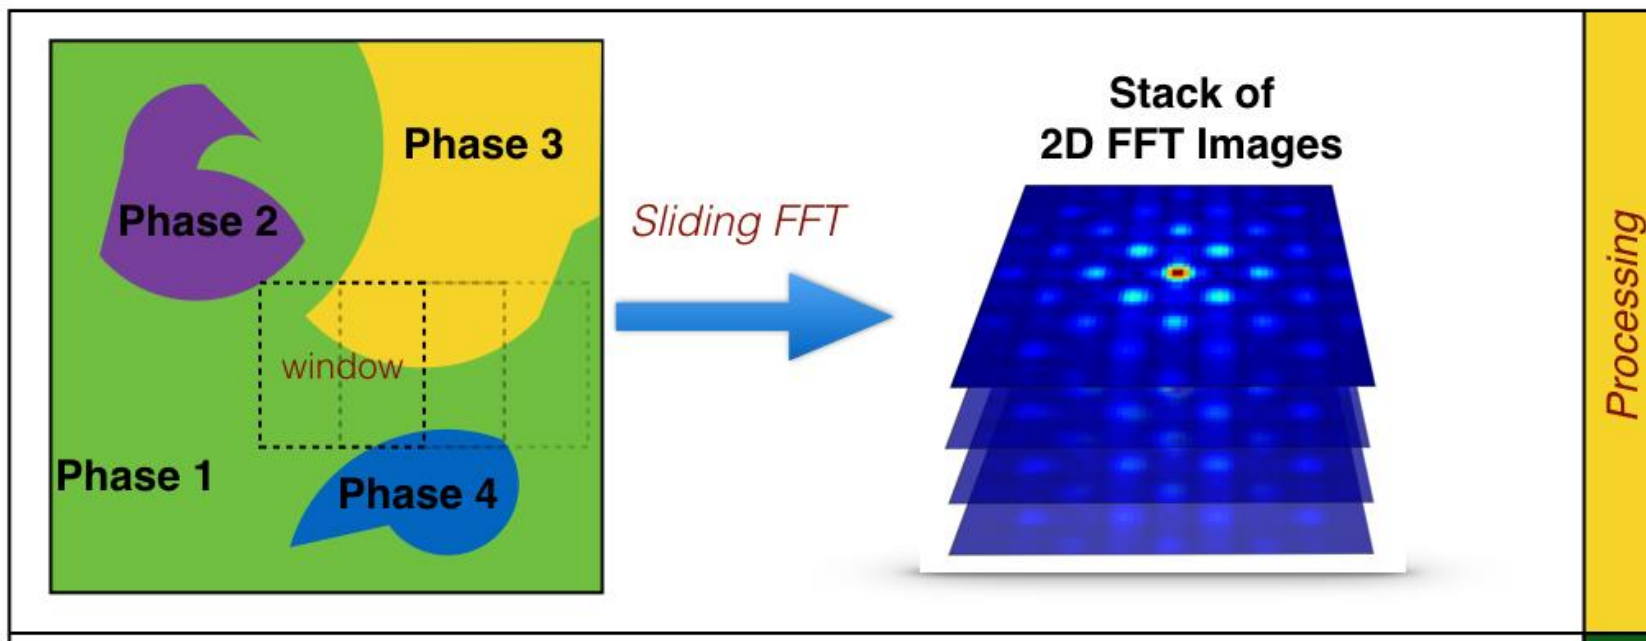 Phase 3
Phase 2
window
Phase 1
Phase 4
Sliding FFT
Stack of
2D FFT Images
Processing